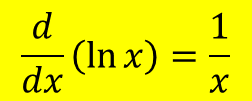 d/dx (ln x) = 1/x